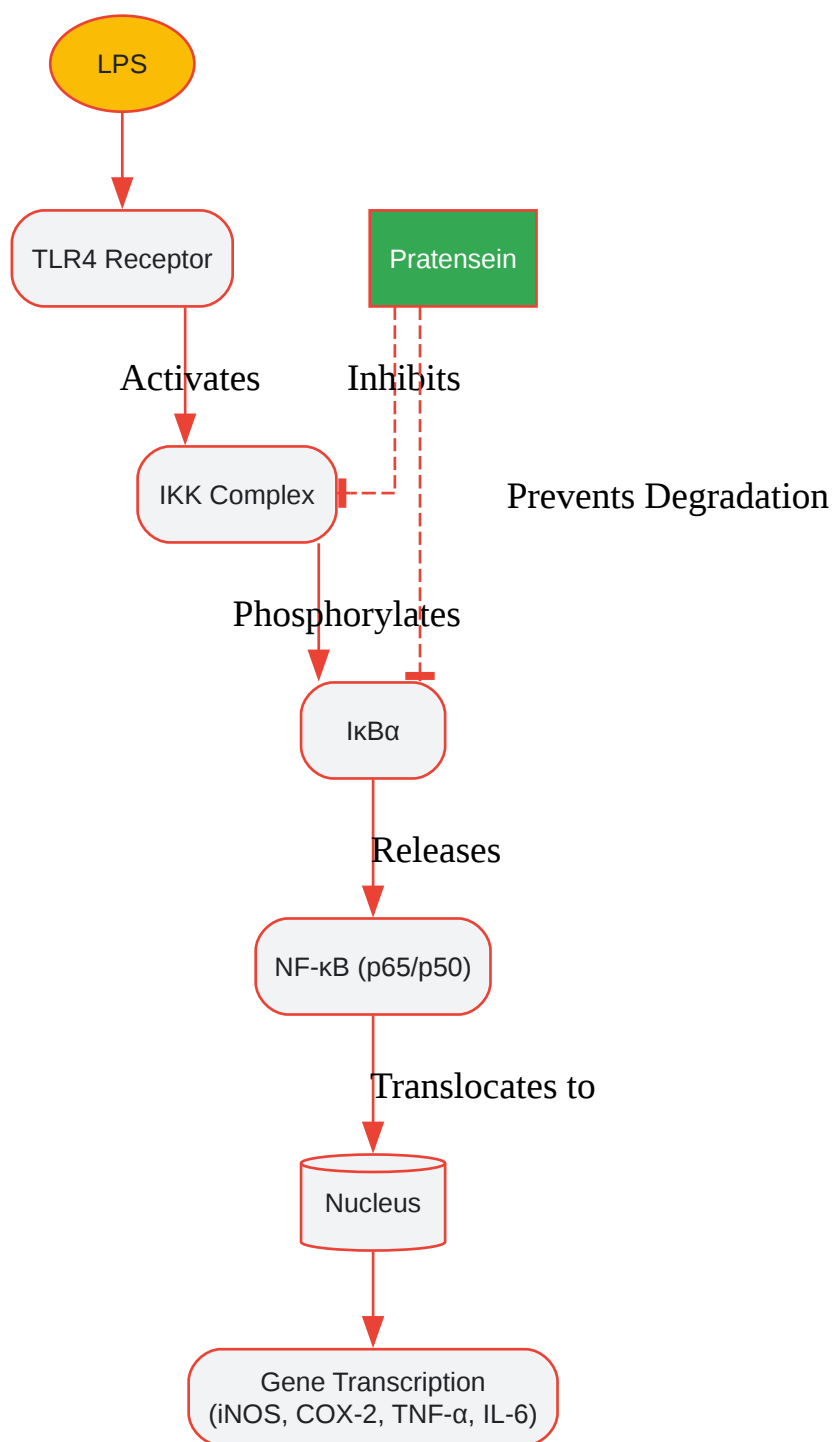 LPS
TLR4 Receptor
Pratensein
Activates
Inhibits
IKK Complex
Prevents Degradation
Phosphorylates
IκBα
Releases
NF-κB (p65/p50)
Translocates to
Nucleus
Gene Transcription
(iNOS, COX-2, TNF-α, IL-6)